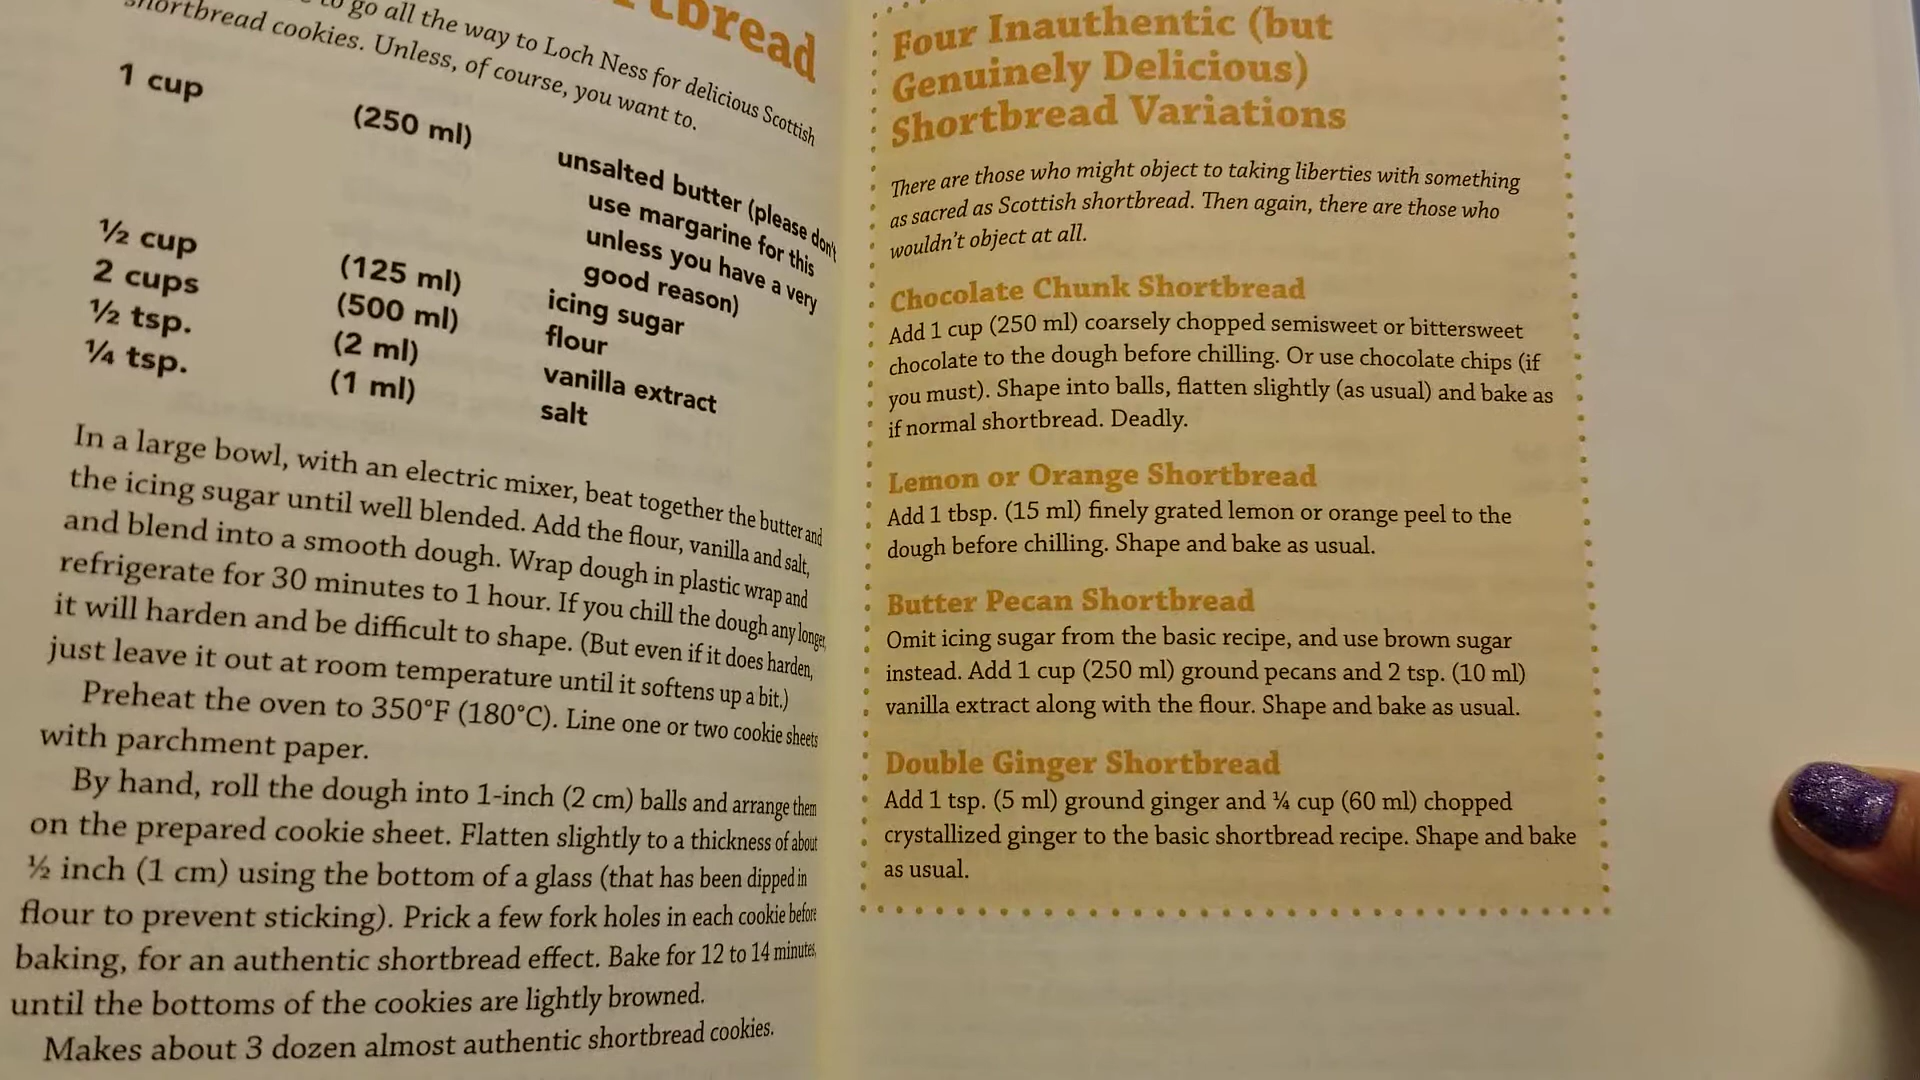 rtbread
to go all the way to Loch Ness for delicious Scottish
shortbread cookies. Unless, of course, you want to.
1 cup (250 ml) unsalted butter (please don't
use margarine for this
unless you have a very
good reason)
½ cup (125 ml) icing sugar
2 cups (500 ml) flour
½ tsp. (2 ml) vanilla extract
¼ tsp. (1 ml) salt
In a large bowl, with an electric mixer, beat together the butter and
the icing sugar until well blended. Add the flour, vanilla and salt,
and blend into a smooth dough. Wrap dough in plastic wrap and
refrigerate for 30 minutes to 1 hour. If you chill the dough any longer,
it will harden and be difficult to shape. (But even if it does harden,
just leave it out at room temperature until it softens up a bit.)
Preheat the oven to 350°F (180°C). Line one or two cookie sheets
with parchment paper.
By hand, roll the dough into 1-inch (2 cm) balls and arrange them
on the prepared cookie sheet. Flatten slightly to a thickness of about
½ inch (1 cm) using the bottom of a glass (that has been dipped in
flour to prevent sticking). Prick a few fork holes in each cookie before
baking, for an authentic shortbread effect. Bake for 12 to 14 minutes,
until the bottoms of the cookies are lightly browned.
Makes about 3 dozen almost authentic shortbread cookies.
Four Inauthentic (but
Genuinely Delicious)
Shortbread Variations
There are those who might object to taking liberties with something
as sacred as Scottish shortbread. Then again, there are those who
wouldn't object at all.
Chocolate Chunk Shortbread
Add 1 cup (250 ml) coarsely chopped semisweet or bittersweet
chocolate to the dough before chilling. Or use chocolate chips (if
you must). Shape into balls, flatten slightly (as usual) and bake as
if normal shortbread. Deadly.
Lemon or Orange Shortbread
Add 1 tbsp. (15 ml) finely grated lemon or orange peel to the
dough before chilling. Shape and bake as usual.
Butter Pecan Shortbread
Omit icing sugar from the basic recipe, and use brown sugar
instead. Add 1 cup (250 ml) ground pecans and 2 tsp. (10 ml)
vanilla extract along with the flour. Shape and bake as usual.
Double Ginger Shortbread
Add 1 tsp. (5 ml) ground ginger and ¼ cup (60 ml) chopped
crystallized ginger to the basic shortbread recipe. Shape and bake
as usual.